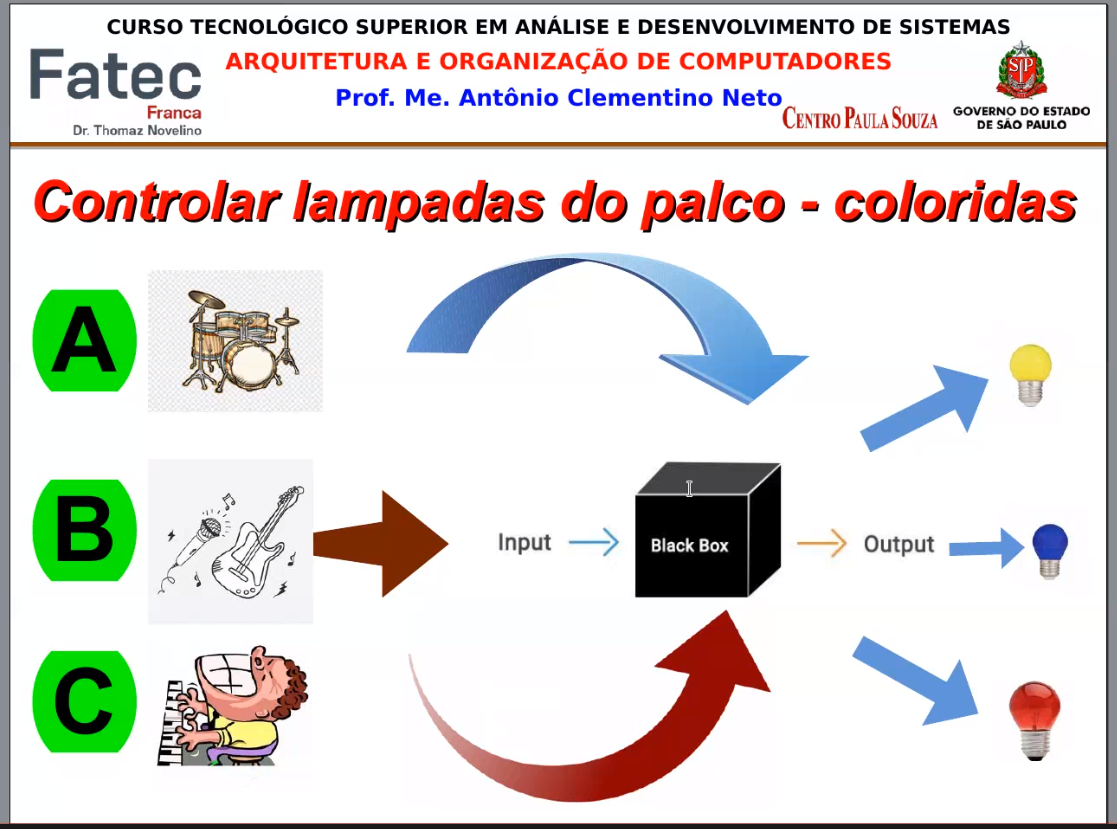 CURSO TECNOLÓGICO SUPERIOR EM ANÁLISE E DESENVOLVIMENTO DE SISTEMAS
ARQUITETURA E ORGANIZAÇÃO DE COMPUTADORES
Prof. Me. Antônio Clementino Neto
Fatec
Franca
Dr. Thomaz Novelino
CENTRO PAULA SOUZA
SP
GOVERNO DO ESTADO
DE SÃO PAULO
Controlar lampadas do palco - coloridas
A
B
Input
Black Box
Output
C